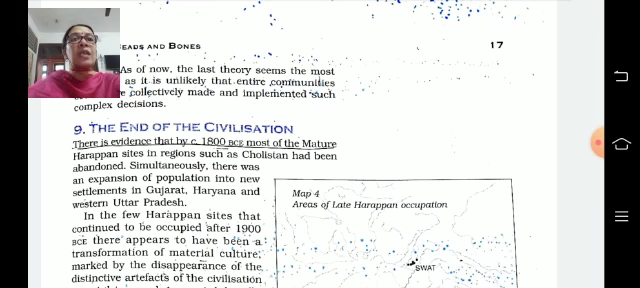 EADS AND BONES
17
As of now, the last theory seems the most
as it is unlikely that entire communities
collectively made and implemented such
complex decisions.
9. THE END OF THE CIVILISATION
There is evidence that by c. 1800 BCE most of the Mature
Harappan sites in regions such as Cholistan had been
abandoned. Simultaneously, there was
an expansion of population into new
settlements in Gujarat, Haryana and
western Uttar Pradesh.
In the few Harappan sites that
continued to be occupied after 1900
BCE there appears to have been a
transformation of material culture,
marked by the disappearance of the
distinctive artefacts of the civilisation
Map 4
Areas of Late Harappan occupation
SWAT